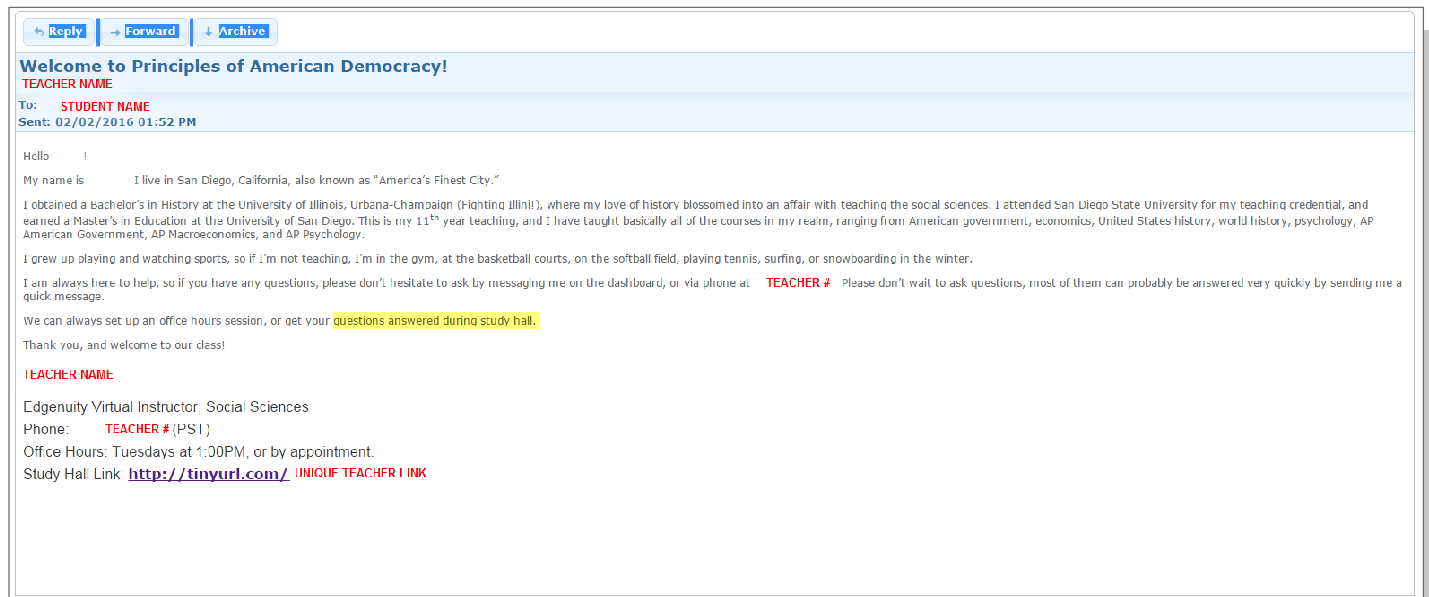 Reply Forward Archive
Welcome to Principles of American Democracy!
TEACHER NAME
To: STUDENT NAME
Sent: 02/02/2016 01:52 PM
Hello !
My name is I live in San Diego, California, also known as “America’s Finest City.”
I obtained a Bachelor’s in History at the University of Illinois, Urbana-Champaign (Fighting Illini!), where my love of history blossomed into an affair with teaching the social sciences. I attended San Diego State University for my teaching credential, and
earned a Master’s in Education at the University of San Diego. This is my 11th year teaching, and I have taught basically all of the courses in my realm, ranging from American government, economics, United States history, world history, psychology, AP
American Government, AP Macroeconomics, and AP Psychology.
I grew up playing and watching sports, so if I’m not teaching, I’m in the gym, at the basketball courts, on the softball field, playing tennis, surfing, or snowboarding in the winter.
I am always here to help, so if you have any questions, please don’t hesitate to ask by messaging me on the dashboard, or via phone at TEACHER # Please don’t wait to ask questions, most of them can probably be answered very quickly by sending me a
quick message.
We can always set up an office hours session, or get your questions answered during study hall.
Thank you, and welcome to our class!
TEACHER NAME
Edgenuity Virtual Instructor, Social Sciences
Phone: TEACHER # (PST)
Office Hours: Tuesdays at 1:00PM, or by appointment.
Study Hall Link: http://tinyurl.com/ UNIQUE TEACHER LINK